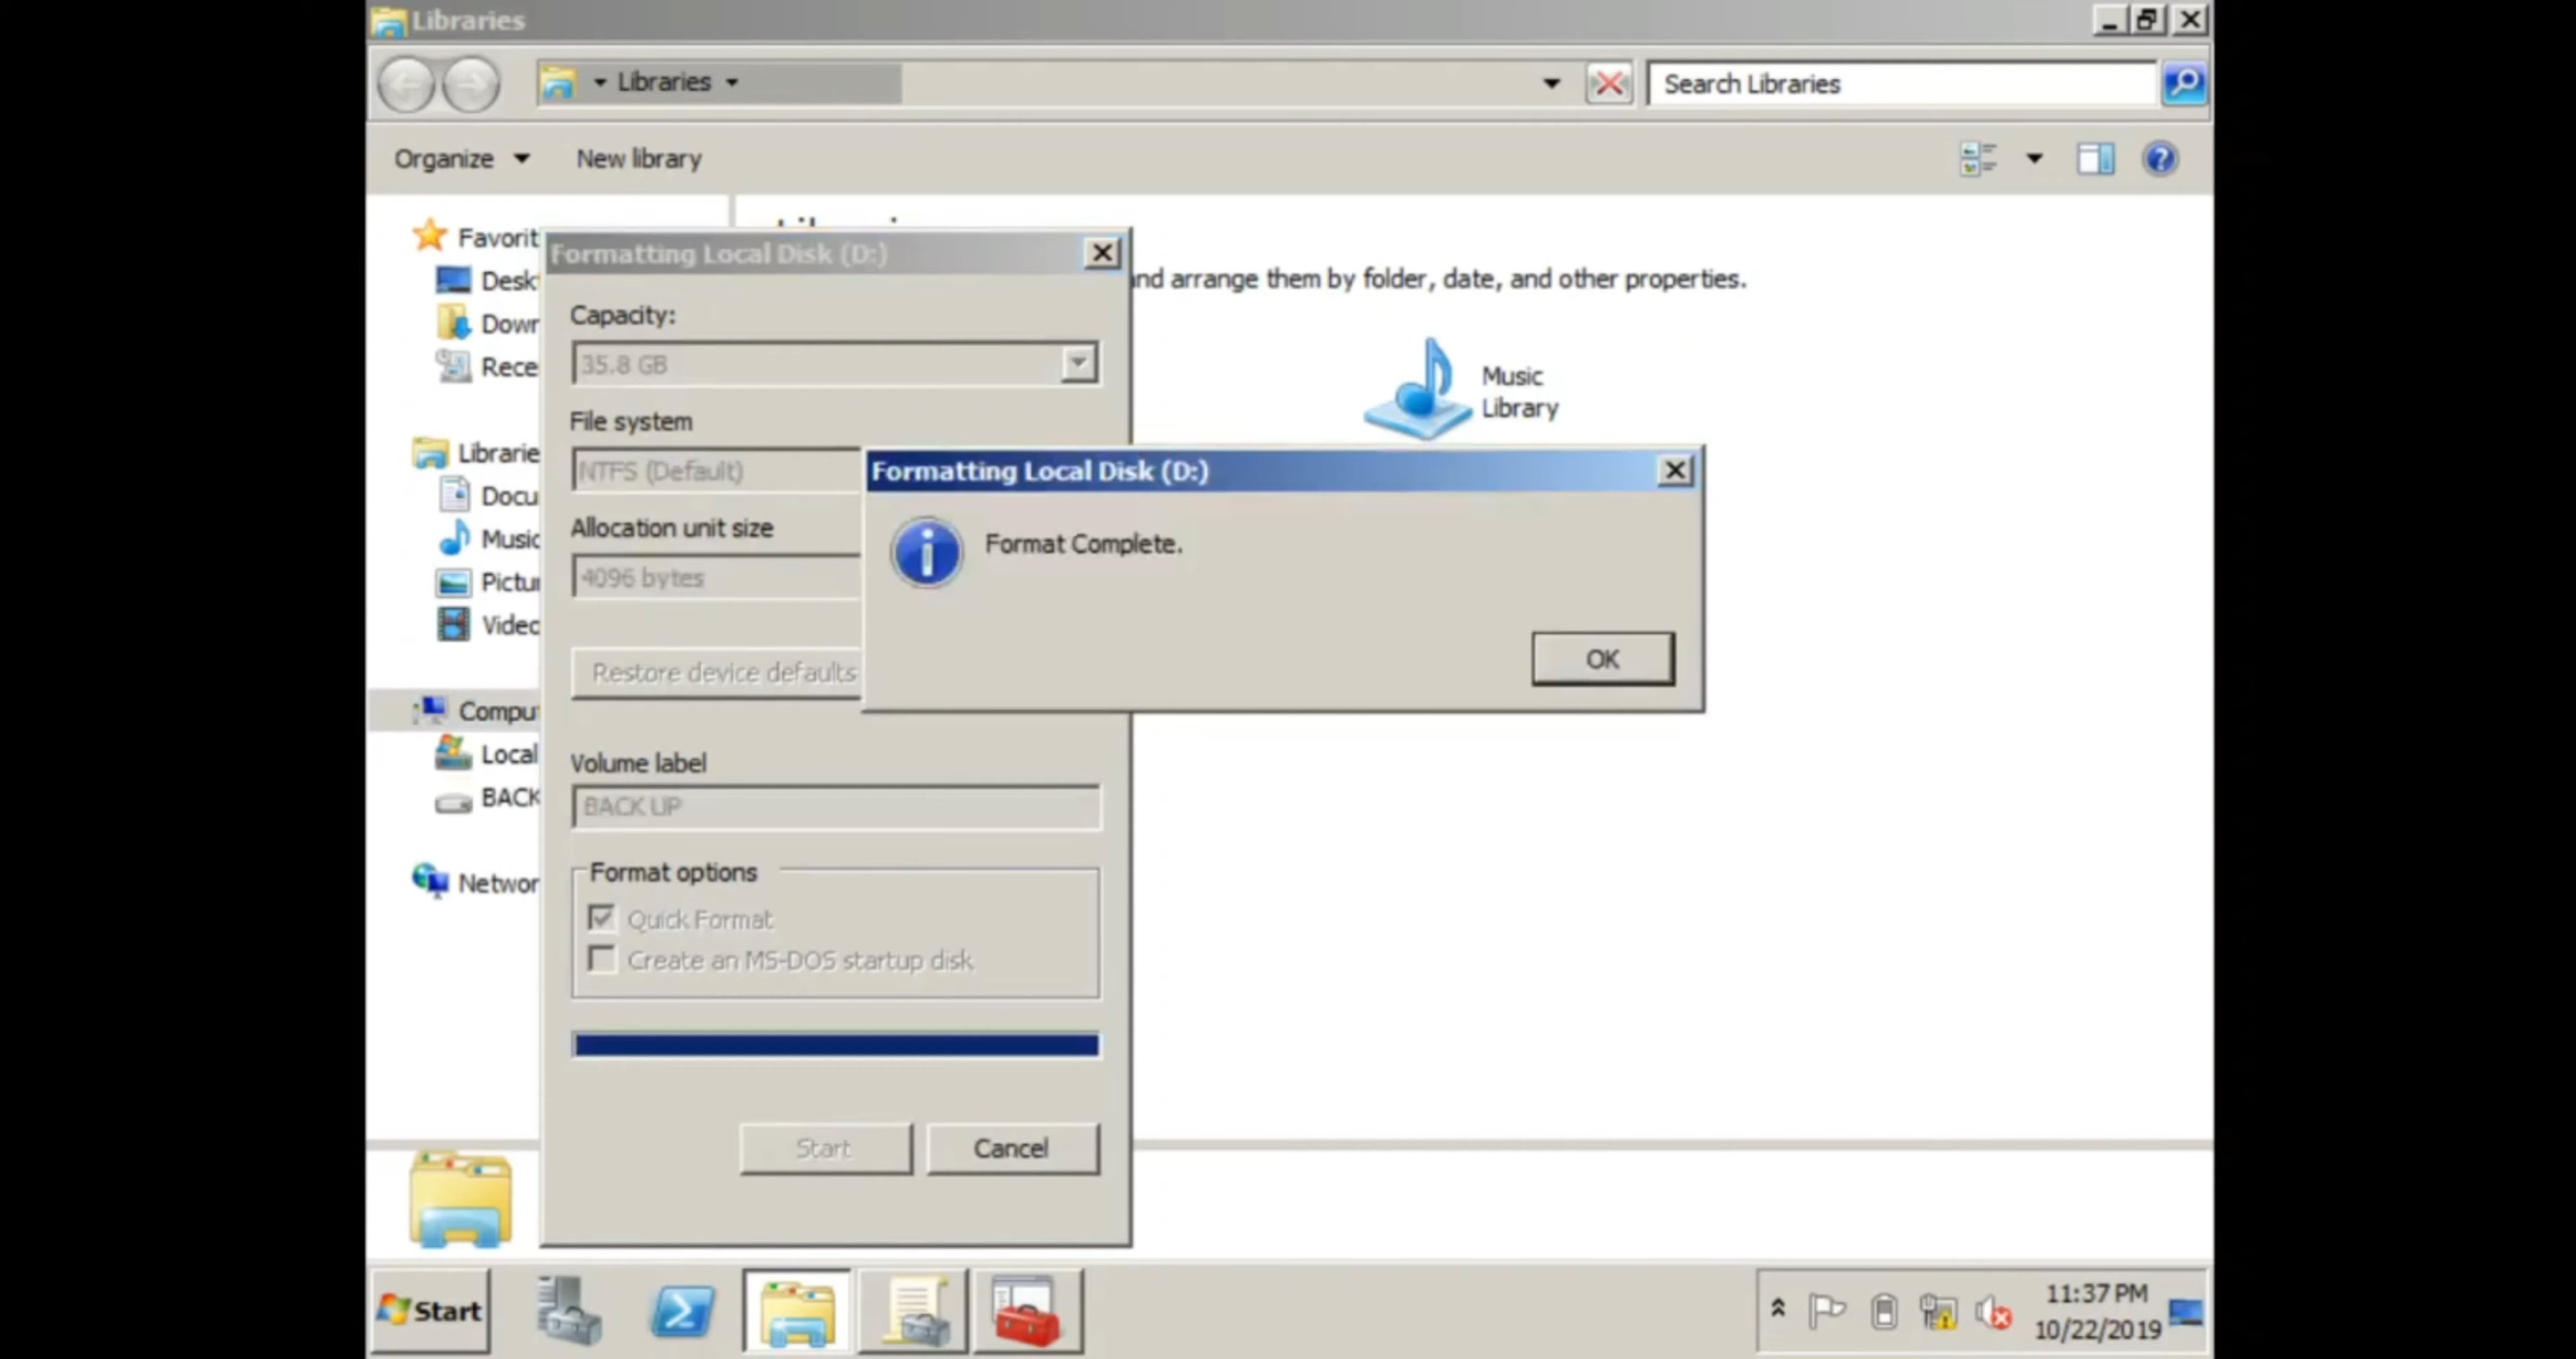 Libraries
Libraries
Search Libraries
Organize
New library
Favorit
Desk
Down
Rece
Librarie
Docu
Music
Pictu
Video
Compu
Local
BACK
Networ
and arrange them by folder, date, and other properties.
Music
Library
Formatting Local Disk (D:)
Capacity:
35.8 GB
File system
NTFS (Default)
Allocation unit size
4096 bytes
Restore device defaults
Volume label
BACK UP
Format options
Quick Format
Create an MS-DOS startup disk
Start
Cancel
Formatting Local Disk (D:)
Format Complete.
OK
Start
11:37 PM
10/22/2019